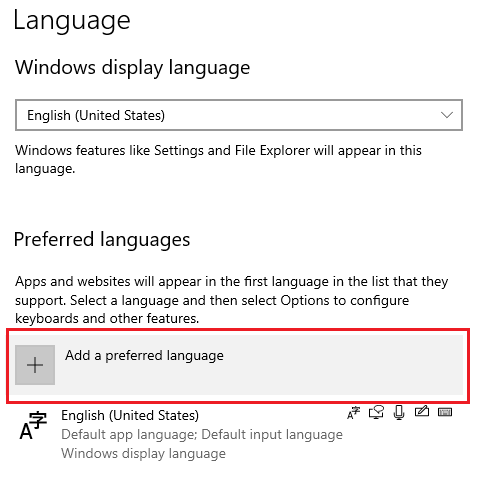 Language
Windows display language
English (United States)
Windows features like Settings and File Explorer will appear in this
language.
Preferred languages
Apps and websites will appear in the first language in the list that they
support. Select a language and then select Options to configure
keyboards and other features.
Add a preferred language
English (United States)
Default app language; Default input language
Windows display language